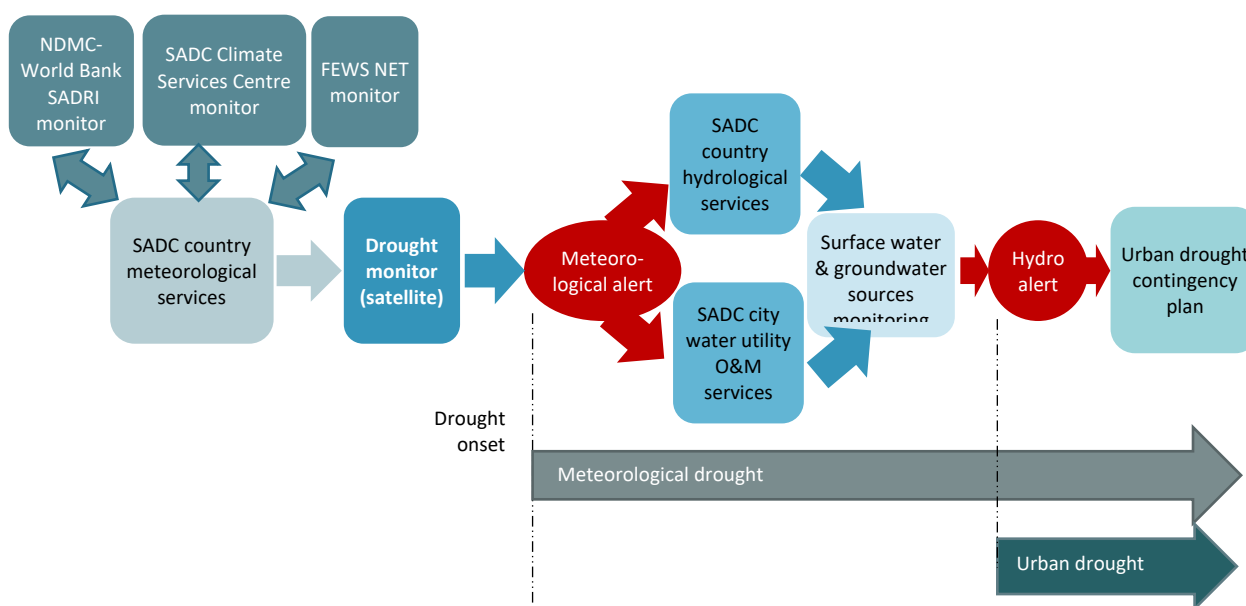 NDMC-
World Bank
SADRI
monitor
SADC Climate
Services Centre
monitor
FEWS NET
monitor
SADC country
meteorological
services
Drought
monitor
(satellite)
Meteoro-
logical alert
SADC
country
hydrological
services
SADC city
water utility
O&M
services
Surface water
& groundwater
sources
monitoring
Hydro
alert
Urban drought
contingency
plan
Drought
onset
Meteorological drought
Urban drought